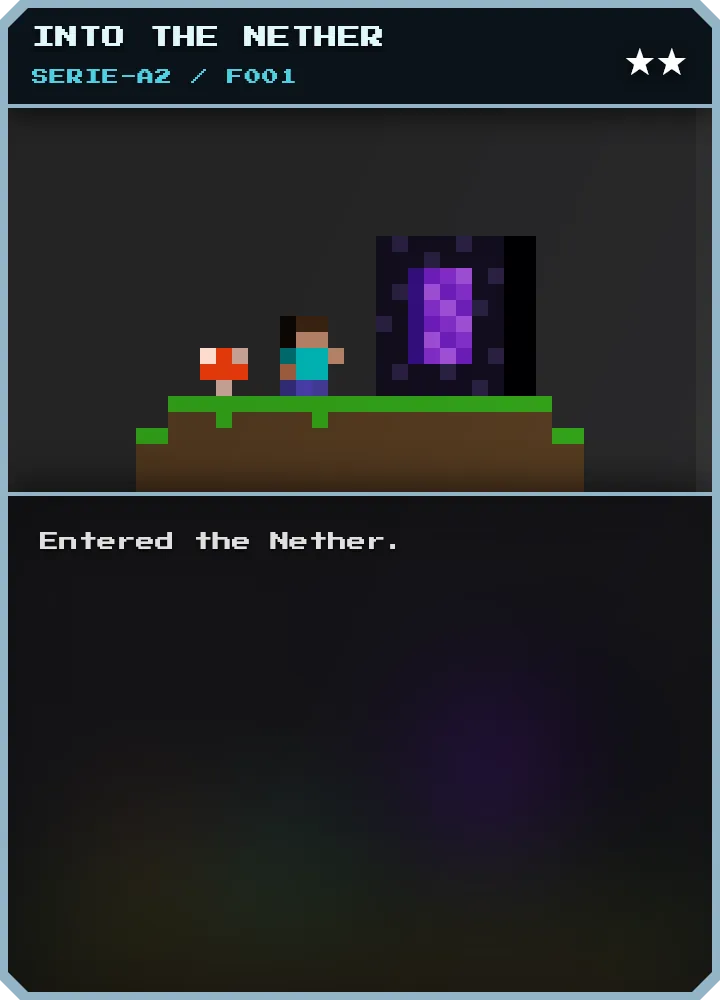 INTO THE NETHER
SERIE-A2 / F001
★★
Entered the Nether.